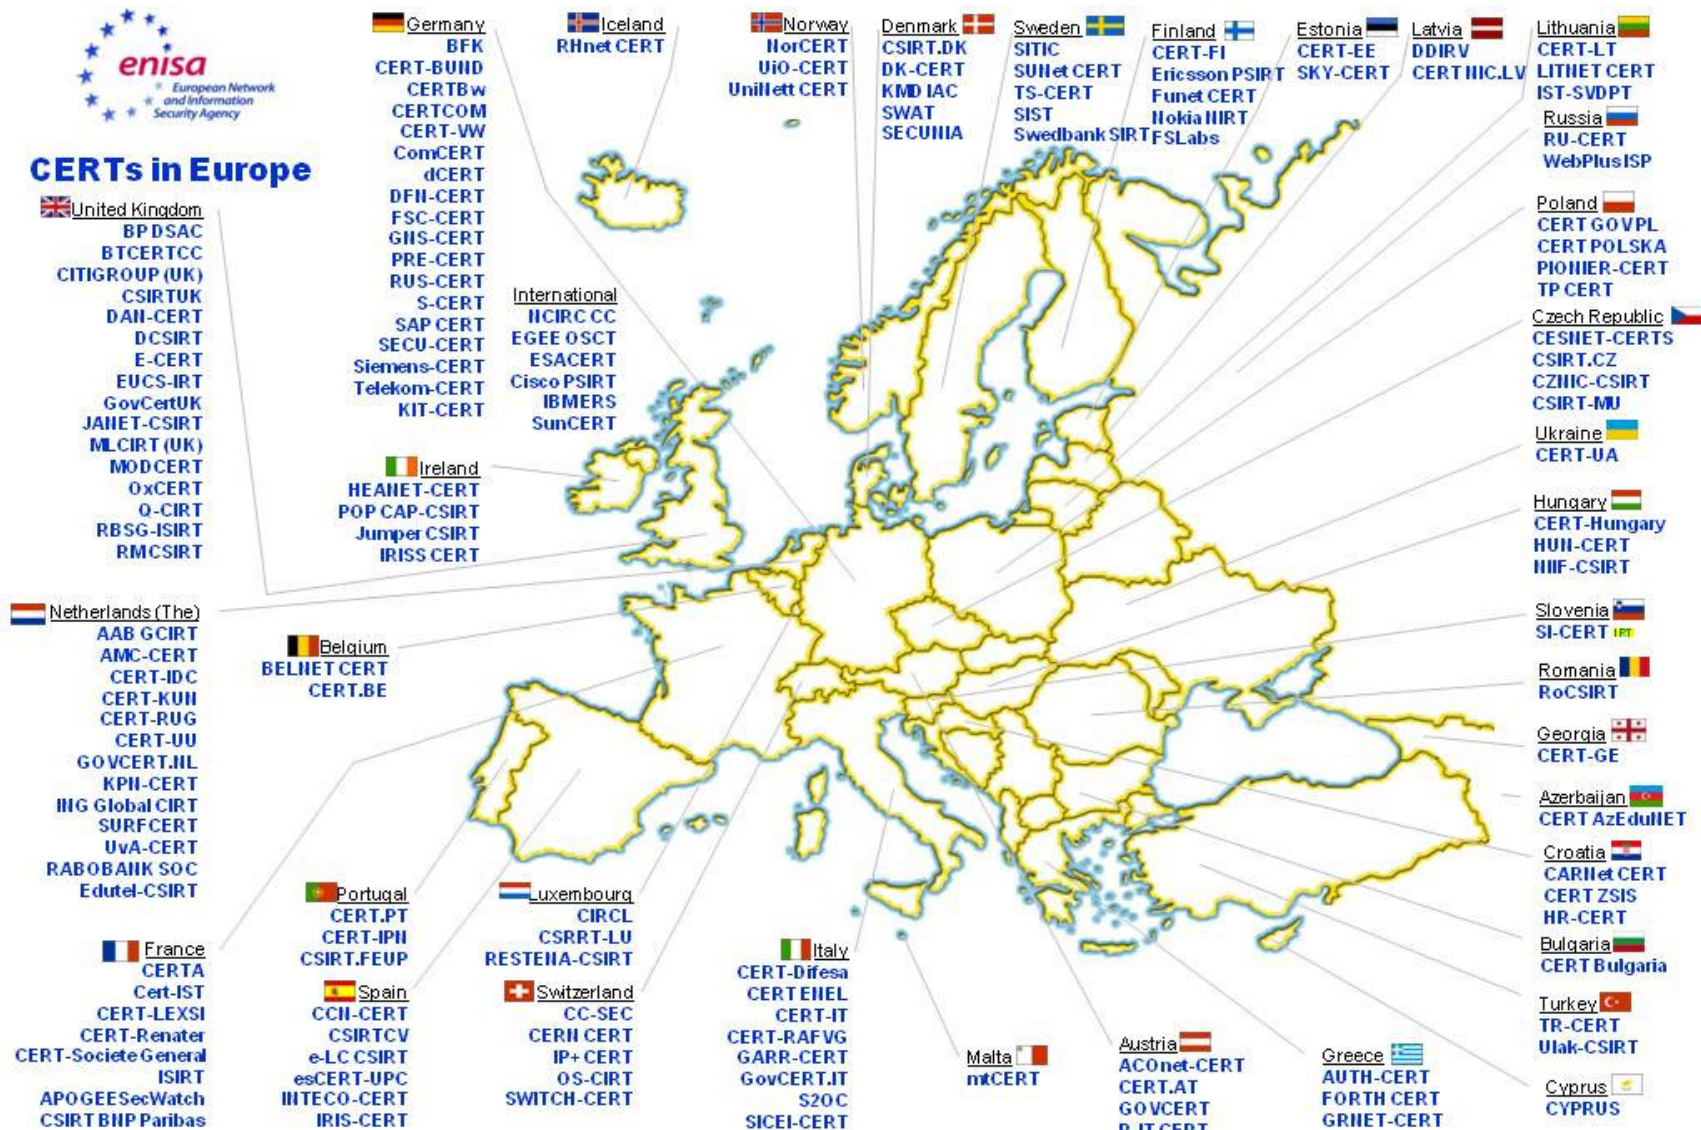 enisa
European Network
and Information
Security Agency
CERTs in Europe
United Kingdom
BPDSAC
BTCERTCC
CITIGROUP (UK)
CSIRTUK
DAN-CERT
DCSIRT
E-CERT
EUCS-IRT
GovCertUK
JANET-CSIRT
MLCIRT (UK)
MODCERT
OxCERT
Q-CIRT
RBSG-ISIRT
RMCSIRT
Netherlands (The)
AAB GCIRT
AMC-CERT
CERT-IDC
CERT-KUN
CERT-RUG
CERT-UU
GOVCERT.NL
KPN-CERT
ING Global CIRT
SURFCERT
UvA-CERT
RABOBANK SOC
Edutel-CSIRT
France
CERTA
Cert-IST
CERT-LEXSI
CERT-Renater
CERT-Societe General
ISIRT
APOGEE SecWatch
CSIRT BNP Paribas
Germany
BFK
CERT-BUND
CERTBw
CERTCOM
CERT-VW
ComCERT
dCERT
DFN-CERT
FSC-CERT
GNS-CERT
PRE-CERT
RUS-CERT
S-CERT
SAP CERT
SECU-CERT
Siemens-CERT
Telekom-CERT
KIT-CERT
Ireland
HEANET-CERT
POP CAP-CSIRT
Jumper CSIRT
IRISS CERT
Belgium
BELNET CERT
CERT.BE
Portugal
CERT.PT
CERT-IPN
CSIRT.FEUP
Spain
CCN-CERT
CSIRTCV
e-LC CSIRT
esCERT-UPC
INTECO-CERT
IRIS-CERT
Iceland
RHnet CERT
International
NCIRC CC
EGEE OSCT
ESACERT
Cisco PSIRT
IBMERS
SunCERT
Luxembourg
CIRCL
CSRRT-LU
RESTENA-CSIRT
Switzerland
CC-SEC
CERN CERT
IP+ CERT
OS-CIRT
SWITCH-CERT
Norway
NorCERT
UiO-CERT
UniNett CERT
Italy
CERT-Difesa
CERT ENEL
CERT-IT
CERT-RAFVG
GARR-CERT
GovCERT.IT
S2OC
SICEI-CERT
Denmark
CSIRT.DK
DK-CERT
KMD IAC
SWAT
SECUNIA
Sweden
SITIC
SUNet CERT
TS-CERT
SIST
Swedbank SIRT
Finland
CERT-FI
Ericsson PSIRT
Funet CERT
Nokia NIRT
FSLabs
Estonia
CERT-EE
SKY-CERT
Latvia
DDIRV
CERT NIC.LV
Lithuania
CERT-LT
LITNET CERT
IST-SVDPT
Russia
RU-CERT
WebPlus ISP
Poland
CERT GOVPL
CERT POLSKA
PIONIER-CERT
TP CERT
Czech Republic
CESNET-CERTS
CSIRT.CZ
CZNIC-CSIRT
CSIRT-MU
Ukraine
CERT-UA
Hungary
CERT-Hungary
HUN-CERT
NIIF-CSIRT
Slovenia
SI-CERT
Romania
RoCSIRT
Georgia
CERT-GE
Azerbaijan
CERT AzEduNET
Croatia
CARNet CERT
CERT ZSIS
HR-CERT
Bulgaria
CERT Bulgaria
Turkey
TR-CERT
Ulak-CSIRT
Cyprus
CYPRUS
Malta
mtCERT
Austria
ACOnet-CERT
CERT.AT
GOVCERT
Greece
AUTH-CERT
FORTH CERT
GRNET-CERT